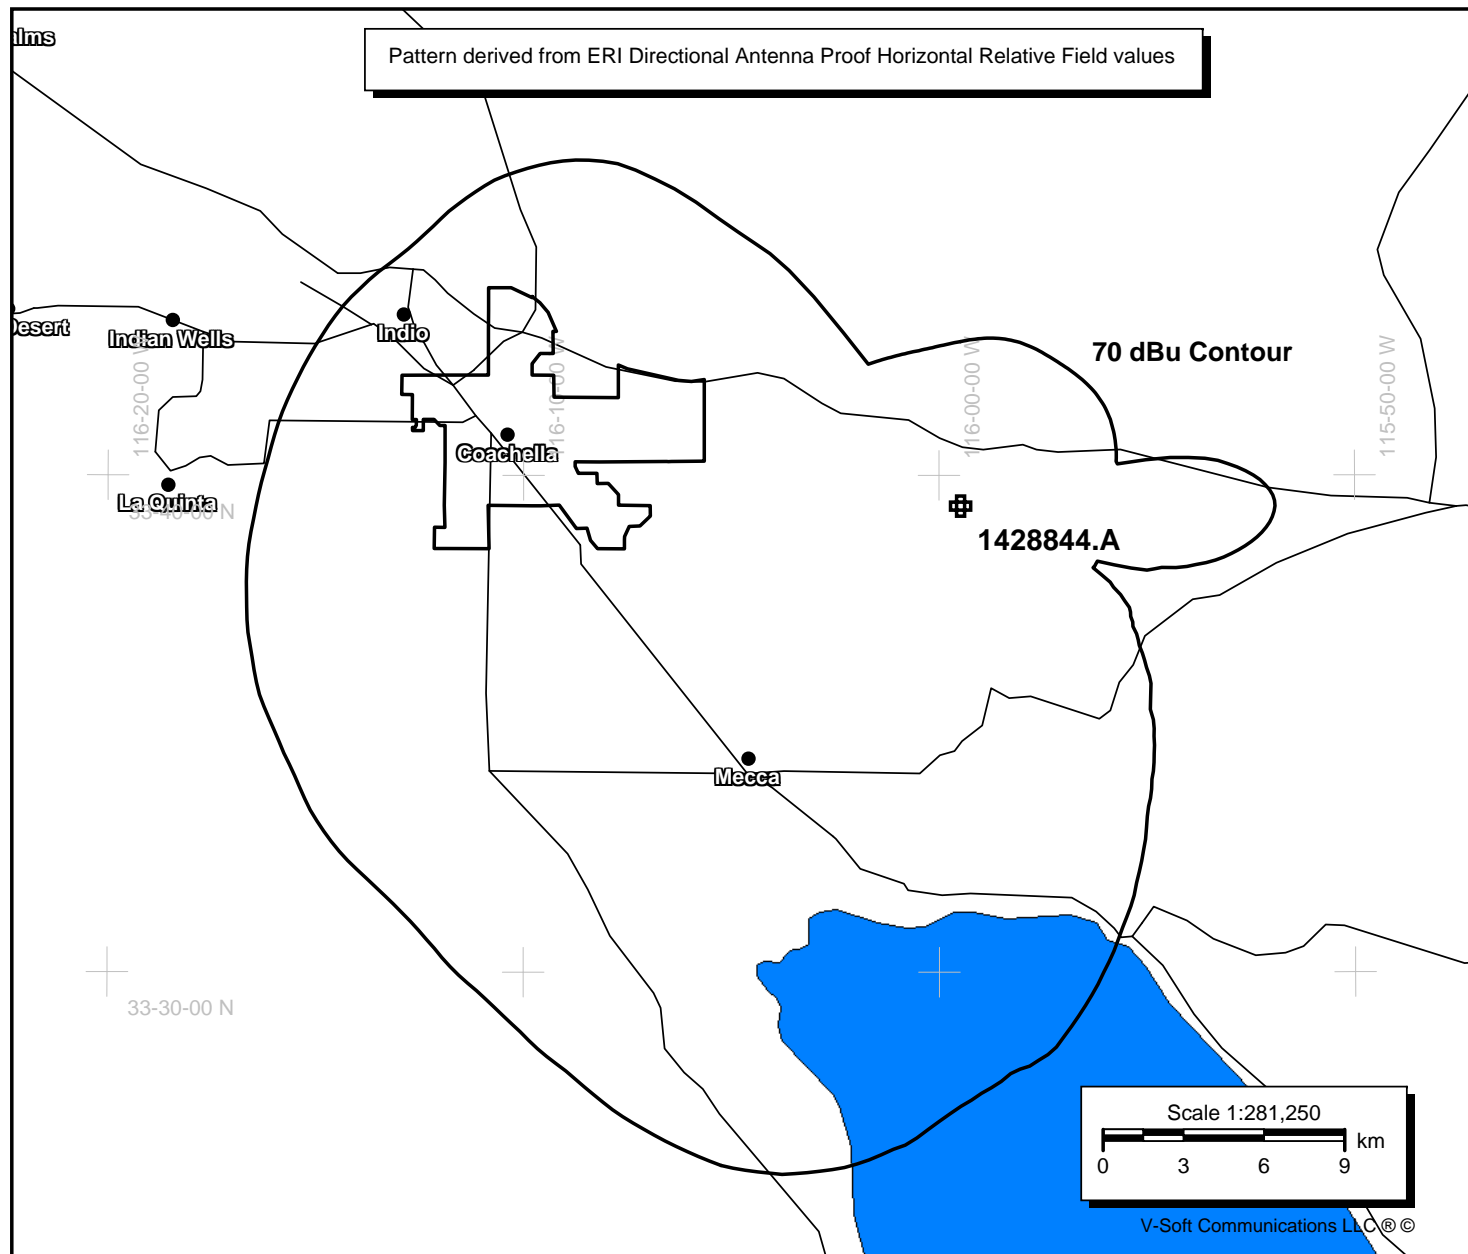 alms
Pattern derived from ERI Directional Antenna Proof Horizontal Relative Field values
Desert
Indian Wells
Indio
70 dBu Contour
116-20-00 W
116-10-00 W
116-00-00 W
115-50-00 W
Coachella
La Quinta
33-40-00 N
1428844.A
Mecca
33-30-00 N
Scale 1:281,250
km
0 3 6 9
V-Soft Communications LLC ® ©